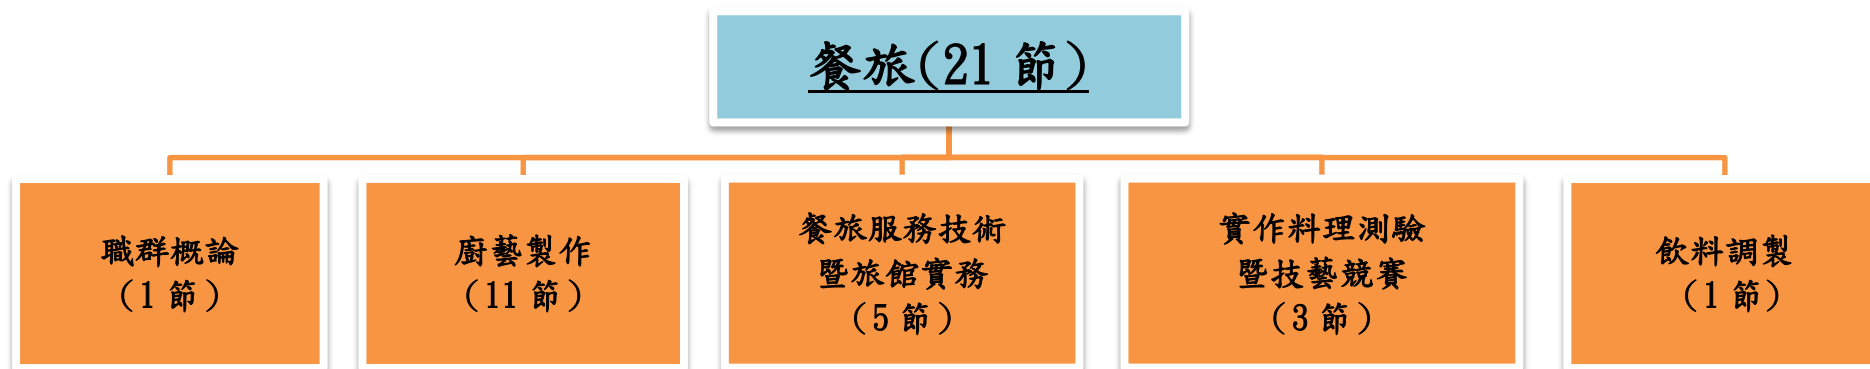 餐旅(21 節)
職群概論
(1 節)
廚藝製作
(11 節)
餐旅服務技術
暨旅館實務
(5 節)
實作料理測驗
暨技藝競賽
(3 節)
飲料調製
(1 節)